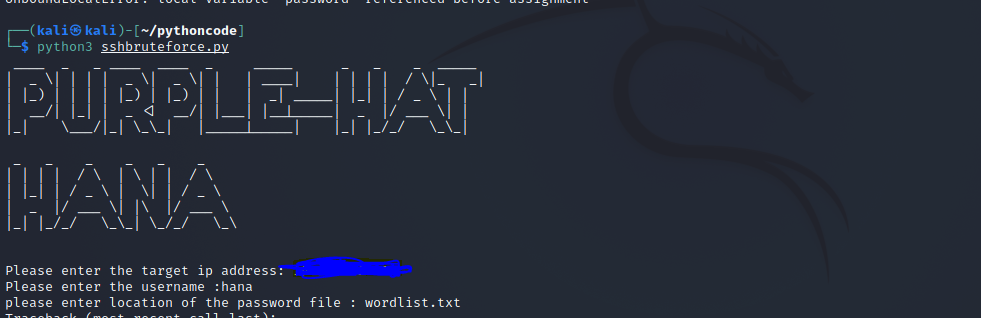 UnboundLocalError: local variable 'password' referenced before assignment
┌──(kali㉿kali)-[~/pythoncode]
└─$ python3 sshbruteforce.py
PURPLE-HAT
HANA
Please enter the target ip address:
Please enter the username :hana
please enter location of the password file : wordlist.txt
Traceback (most recent call last):